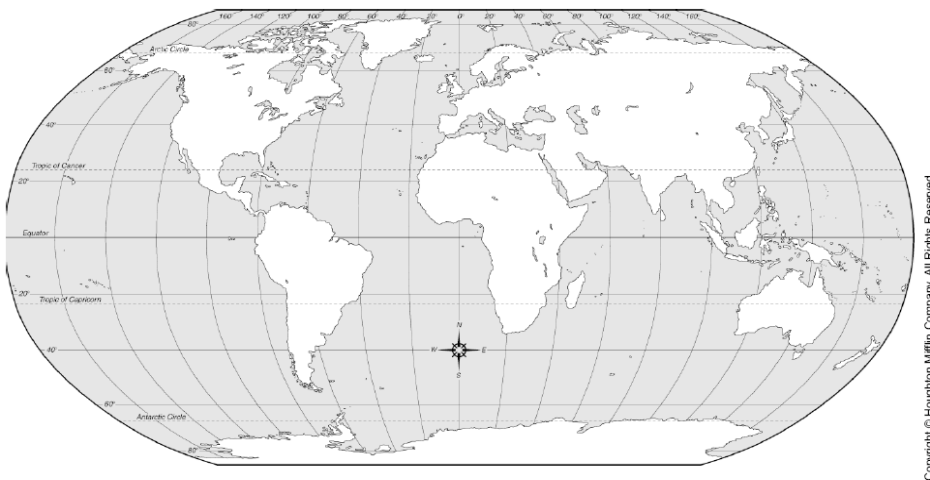 80°
160° 140° 120° 80° 60° 40° 20° 0° 20° 40° 60° 80° 100° 120° 140° 160°
Arctic Circle
60°
40°
Tropic of Cancer
20°
Equator
20°
Tropic of Capricorn
N
40° W E
S
60°
Antarctic Circle
80°
Copyright © Houghton Mifflin Company. All Rights Reserved.